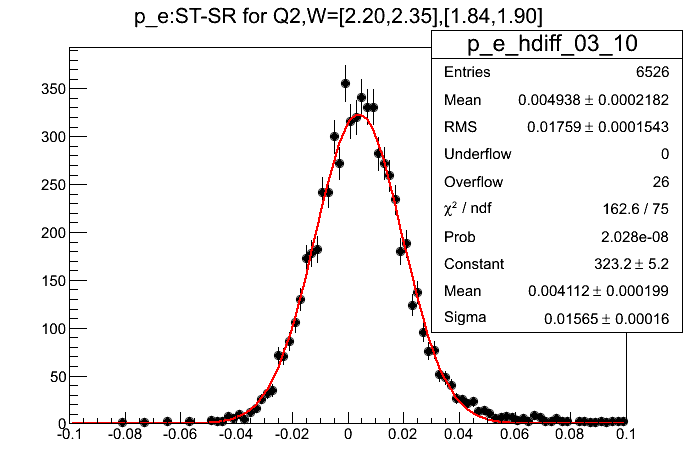 p_e:ST-SR for Q2,W=[2.20,2.35],[1.84,1.90]
p_e_hdiff_03_10
Entries 6526
Mean 0.004938 ± 0.0002182
RMS 0.01759 ± 0.0001543
Underflow 0
Overflow 26
χ² / ndf 162.6 / 75
Prob 2.028e-08
Constant 323.2 ± 5.2
Mean 0.004112 ± 0.000199
Sigma 0.01565 ± 0.00016
350
300
250
200
150
100
50
0
-0.1 -0.08 -0.06 -0.04 -0.02 0 0.02 0.04 0.06 0.08 0.1